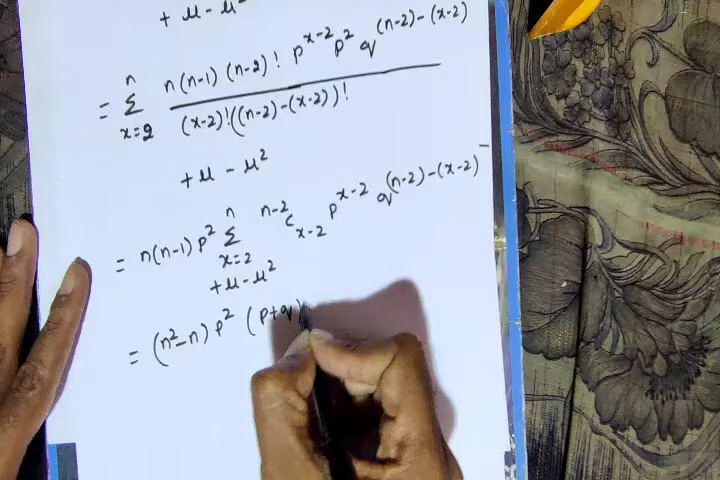 + μ - μ²
= Σ_{x=2}^{n} n(n-1)(n-2)! p^{x-2} p² q^{(n-2)-(x-2)}
(x-2)!((n-2)-(x-2))!
+ μ - μ²
= n(n-1)p² Σ_{x=2}^{n} ^{n-2}C_{x-2} p^{x-2} q^{(n-2)-(x-2)}
+ μ - μ²
= (n²-n)p² (p+q)